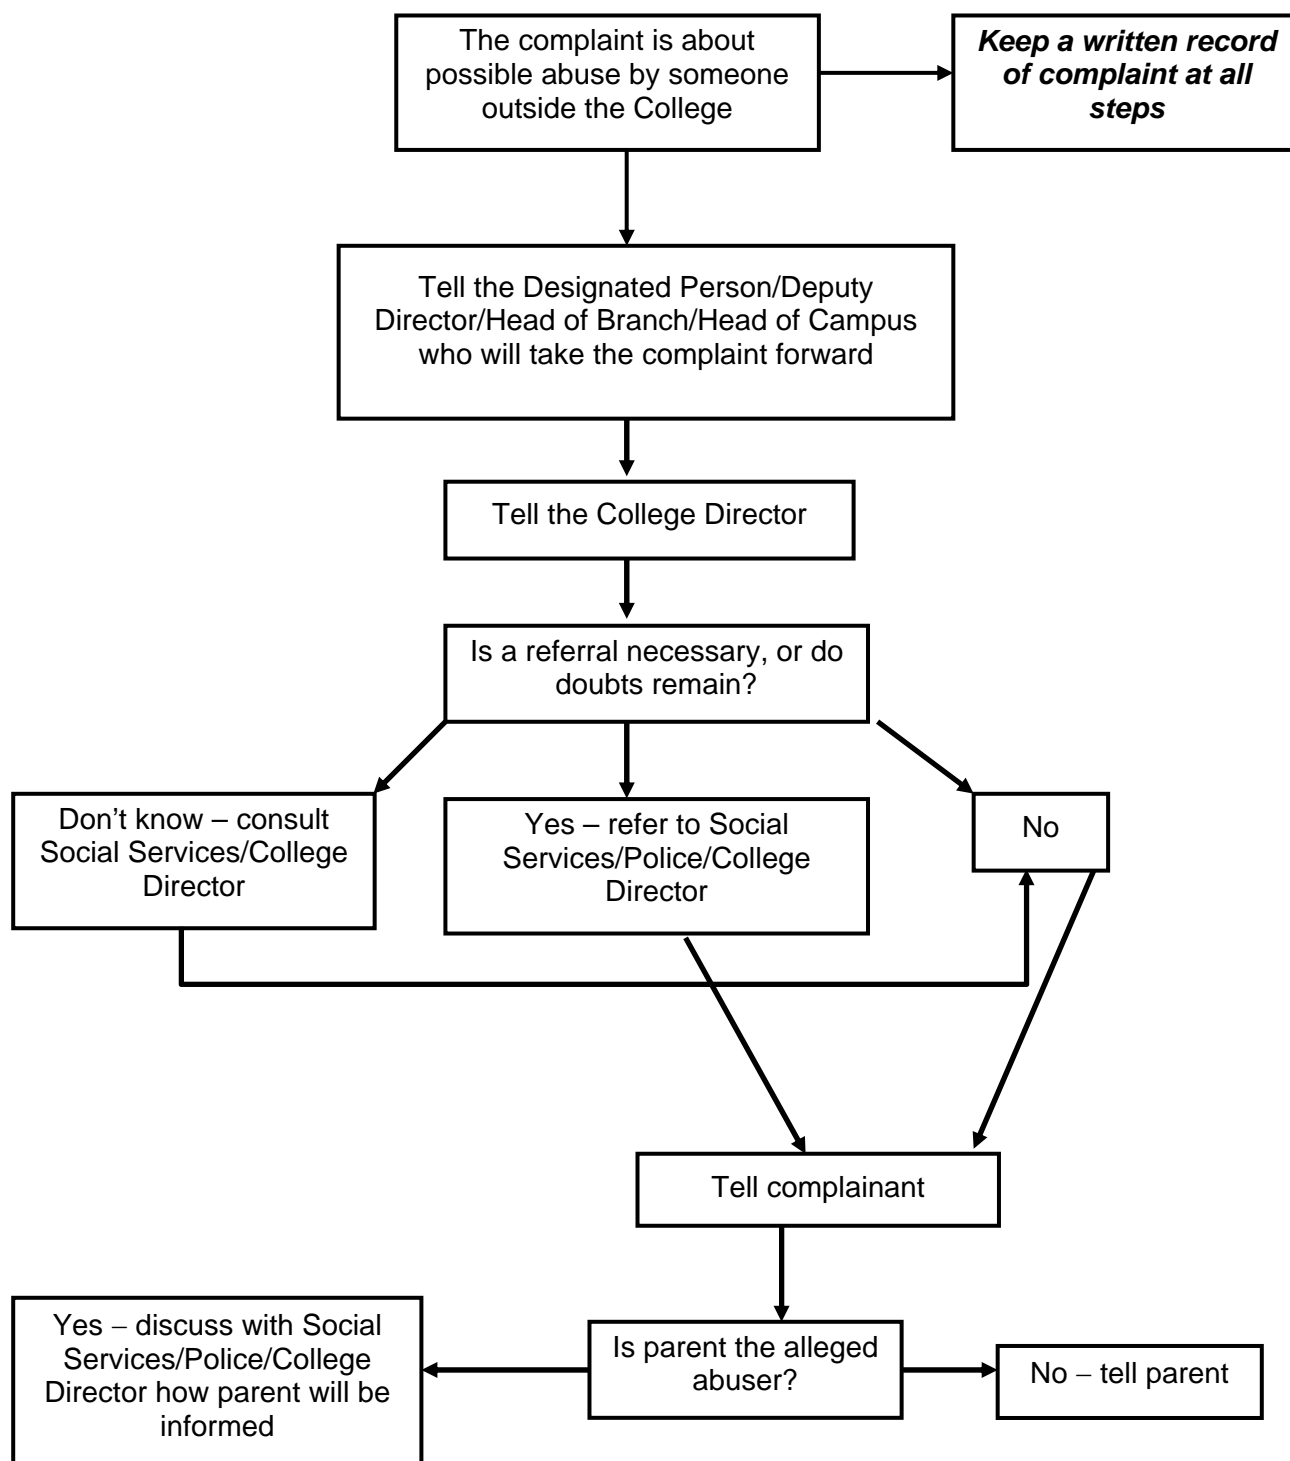 The complaint is about
possible abuse by someone
outside the College
Keep a written record
of complaint at all
steps
Tell the Designated Person/Deputy
Director/Head of Branch/Head of Campus
who will take the complaint forward
Tell the College Director
Is a referral necessary, or do
doubts remain?
Don’t know – consult
Social Services/College
Director
Yes – refer to Social
Services/Police/College
Director
No
Tell complainant
Yes – discuss with Social
Services/Police/College
Director how parent will be
informed
Is parent the alleged
abuser?
No – tell parent